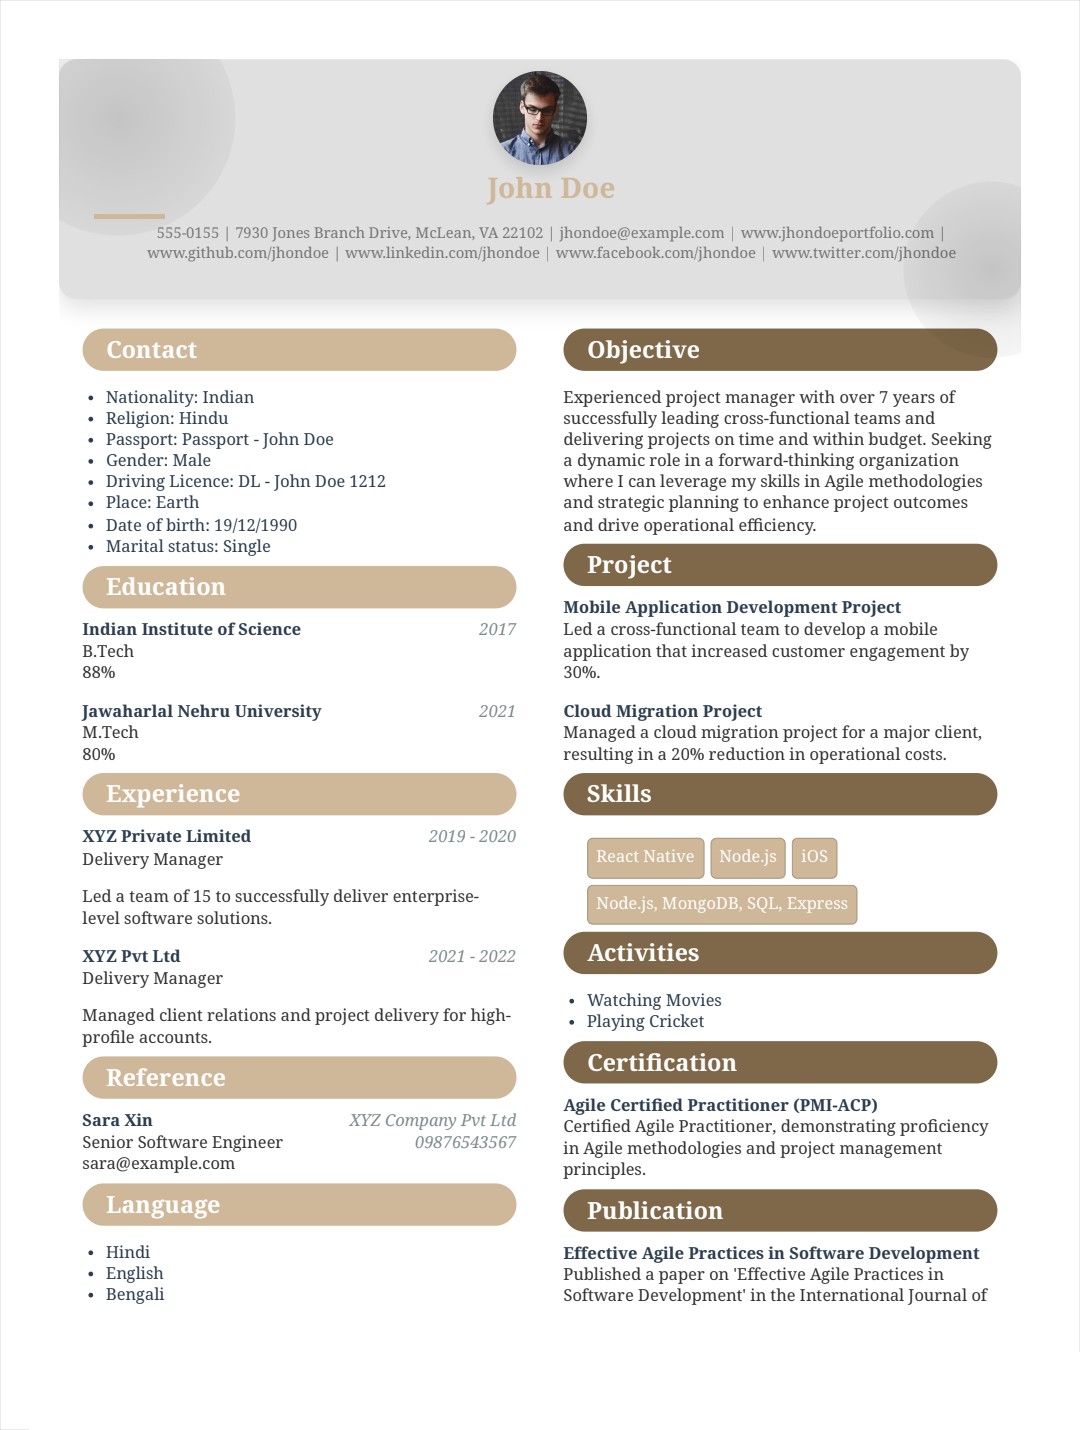 John Doe
555-0155 | 7930 Jones Branch Drive, McLean, VA 22102 | jhondoe@example.com | www.jhondoeportfolio.com |
www.github.com/jhondoe | www.linkedin.com/jhondoe | www.facebook.com/jhondoe | www.twitter.com/jhondoe
Contact
• Nationality: Indian
• Religion: Hindu
• Passport: Passport - John Doe
• Gender: Male
• Driving Licence: DL - John Doe 1212
• Place: Earth
• Date of birth: 19/12/1990
• Marital status: Single
Education
Indian Institute of Science 2017
B.Tech
88%
Jawaharlal Nehru University 2021
M.Tech
80%
Experience
XYZ Private Limited 2019 - 2020
Delivery Manager
Led a team of 15 to successfully deliver enterprise-
level software solutions.
XYZ Pvt Ltd 2021 - 2022
Delivery Manager
Managed client relations and project delivery for high-
profile accounts.
Reference
Sara Xin XYZ Company Pvt Ltd
Senior Software Engineer 09876543567
sara@example.com
Language
• Hindi
• English
• Bengali
Objective
Experienced project manager with over 7 years of
successfully leading cross-functional teams and
delivering projects on time and within budget. Seeking
a dynamic role in a forward-thinking organization
where I can leverage my skills in Agile methodologies
and strategic planning to enhance project outcomes
and drive operational efficiency.
Project
Mobile Application Development Project
Led a cross-functional team to develop a mobile
application that increased customer engagement by
30%.
Cloud Migration Project
Managed a cloud migration project for a major client,
resulting in a 20% reduction in operational costs.
Skills
React Native Node.js iOS
Node.js, MongoDB, SQL, Express
Activities
• Watching Movies
• Playing Cricket
Certification
Agile Certified Practitioner (PMI-ACP)
Certified Agile Practitioner, demonstrating proficiency
in Agile methodologies and project management
principles.
Publication
Effective Agile Practices in Software Development
Published a paper on 'Effective Agile Practices in
Software Development' in the International Journal of